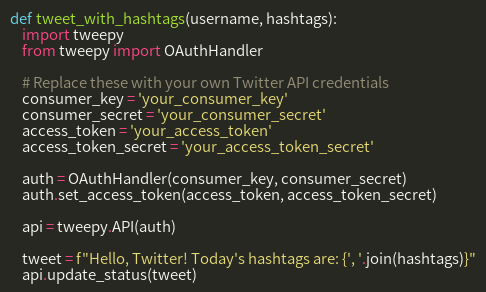 def tweet_with_hashtags(username, hashtags):
    import tweepy
    from tweepy import OAuthHandler

    # Replace these with your own Twitter API credentials
    consumer_key = 'your_consumer_key'
    consumer_secret = 'your_consumer_secret'
    access_token = 'your_access_token'
    access_token_secret = 'your_access_token_secret'

    auth = OAuthHandler(consumer_key, consumer_secret)
    auth.set_access_token(access_token, access_token_secret)

    api = tweepy.API(auth)

    tweet = f"Hello, Twitter! Today's hashtags are: {', '.join(hashtags)}"
    api.update_status(tweet)